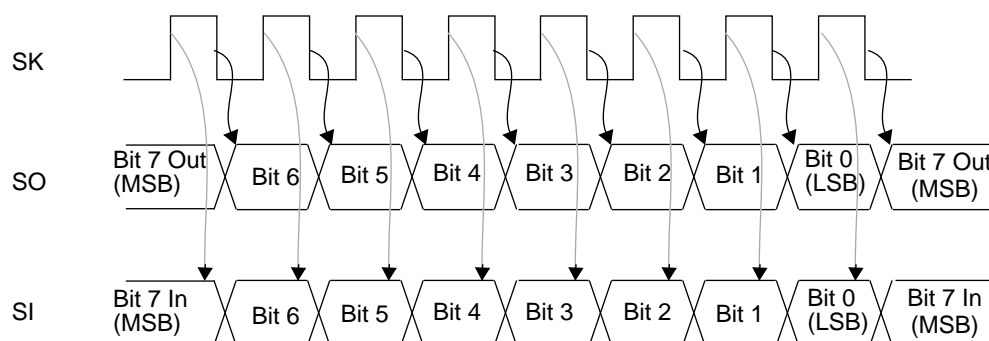 SK
SO
Bit 7 Out
(MSB)
Bit 6
Bit 5
Bit 4
Bit 3
Bit 2
Bit 1
Bit 0
(LSB)
Bit 7 Out
(MSB)
SI
Bit 7 In
(MSB)
Bit 6
Bit 5
Bit 4
Bit 3
Bit 2
Bit 1
Bit 0
(LSB)
Bit 7 In
(MSB)